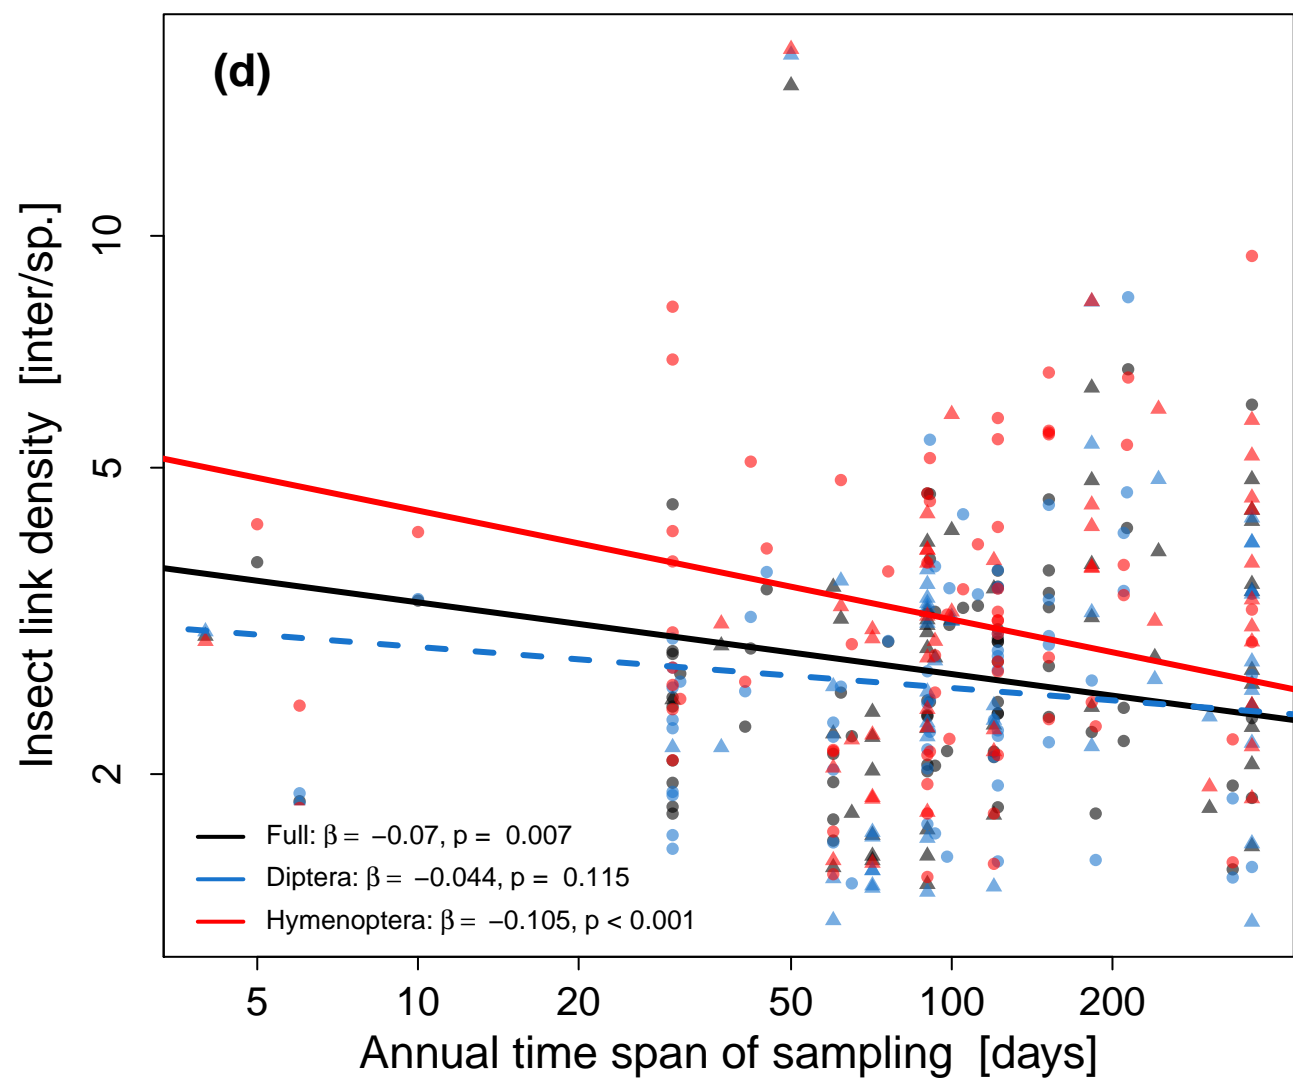 (d)
Insect link density [inter/sp.]
10
5
2
Full: β = −0.07, p = 0.007
Diptera: β = −0.044, p = 0.115
Hymenoptera: β = −0.105, p < 0.001
5 10 20 50 100 200
Annual time span of sampling [days]